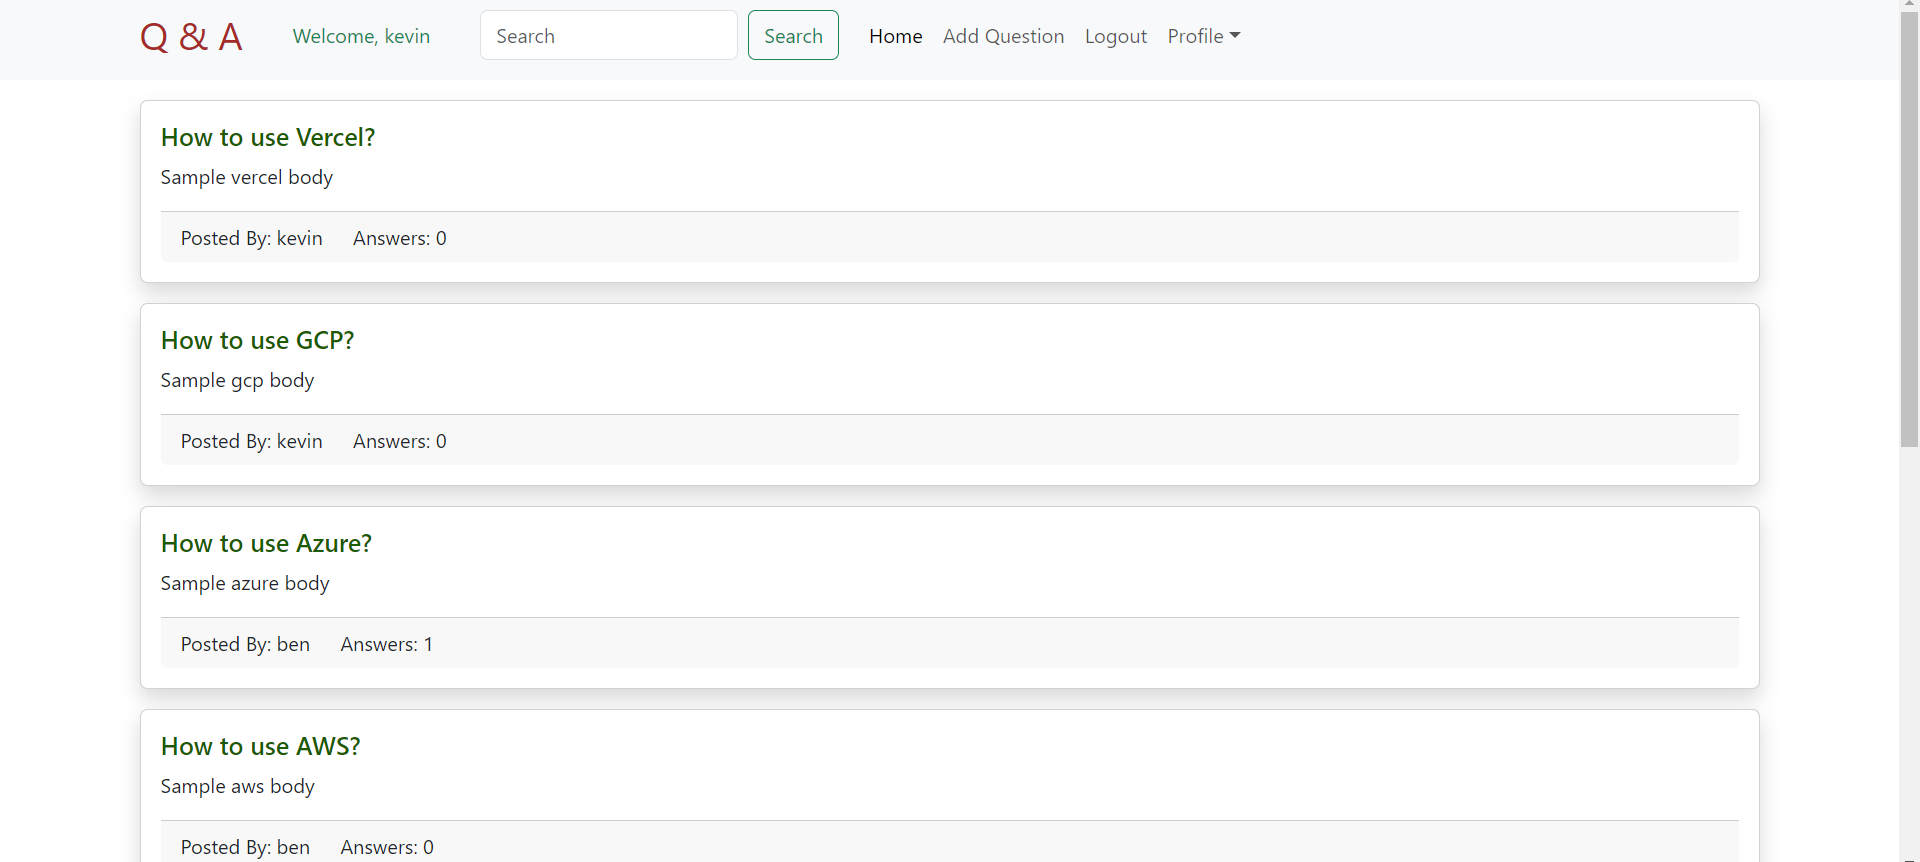 Q & A Welcome, kevin Search Search Home Add Question Logout Profile
How to use Vercel?
Sample vercel body
Posted By: kevin Answers: 0
How to use GCP?
Sample gcp body
Posted By: kevin Answers: 0
How to use Azure?
Sample azure body
Posted By: ben Answers: 1
How to use AWS?
Sample aws body
Posted By: ben Answers: 0